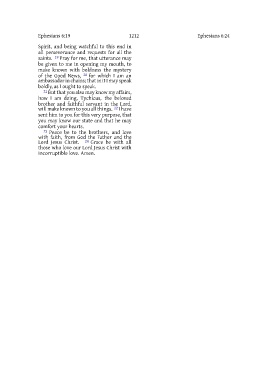 Ephesians 6:19 1212 Ephesians 6:24
Spirit, and being watchful to this end in
all perseverance and requests for all the
saints. 19 Pray for me, that utterance may
be given to me in opening my mouth, to
make known with boldness the mystery
of the Good News, 20 for which I am an
ambassador in chains; that in it I may speak
boldly, as I ought to speak.
21 But that you also may know my affairs,
how I am doing, Tychicus, the beloved
brother and faithful servant in the Lord,
will make known to you all things. 22 I have
sent him to you for this very purpose, that
you may know our state and that he may
comfort your hearts.
23 Peace be to the brothers, and love
with faith, from God the Father and the
Lord Jesus Christ. 24 Grace be with all
those who love our Lord Jesus Christ with
incorruptible love. Amen.